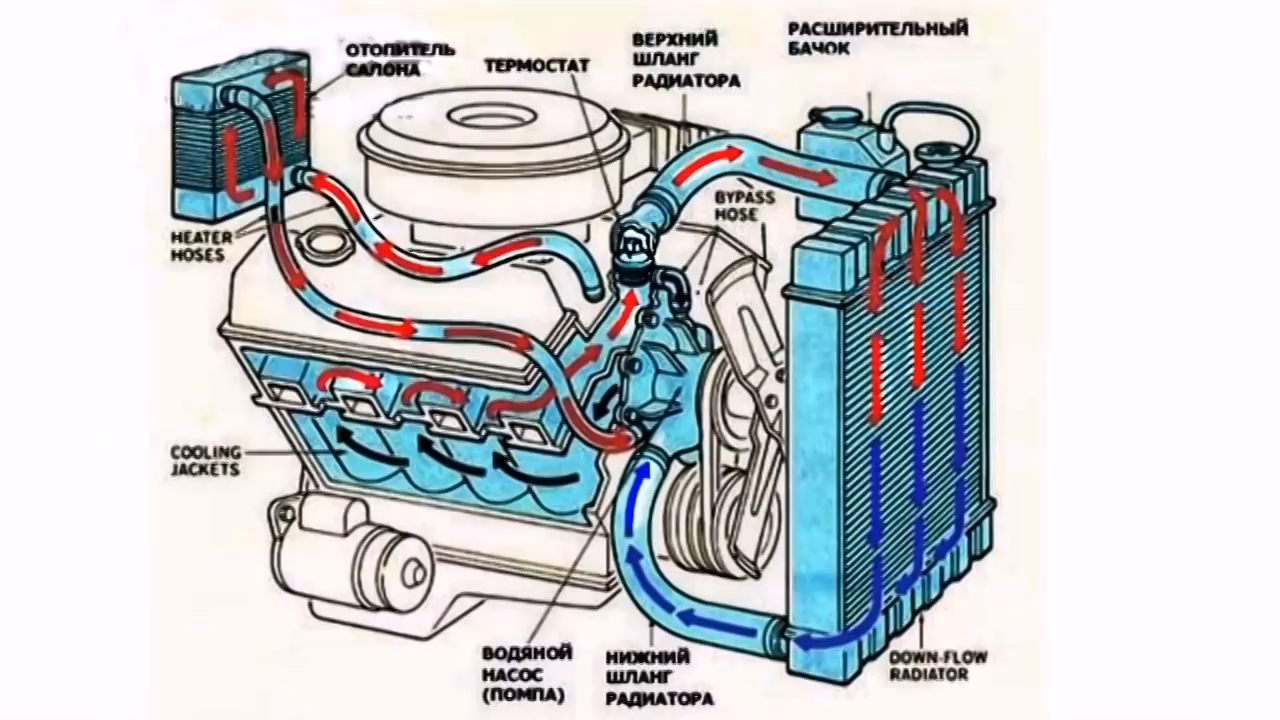 ОТОПИТЕЛЬ
САЛОНА
ТЕРМОСТАТ
ВЕРХНИЙ
ШЛАНГ
РАДИАТОРА
РАСШИРИТЕЛЬНЫЙ
БАЧОК
BYPASS
HOSE
HEATER
HOSES
COOLING
JACKETS
ВОДЯНОЙ
НАСОС
(ПОМПА)
НИЖНИЙ
ШЛАНГ
РАДИАТОРА
DOWN-FLOW
RADIATOR